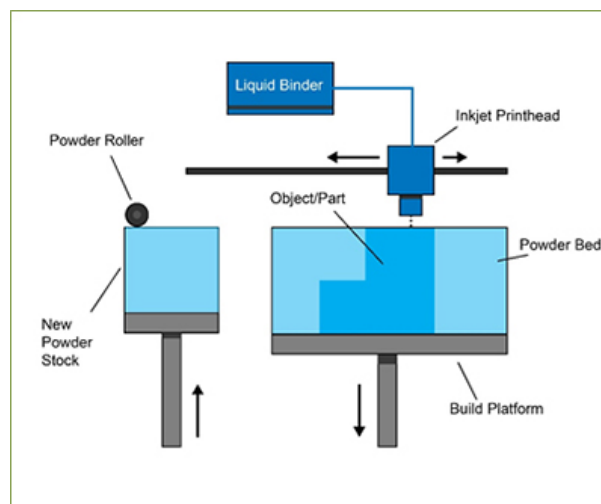 Liquid Binder
Inkjet Printhead
Powder Roller
Object/Part
Powder Bed
New
Powder
Stock
Build Platform